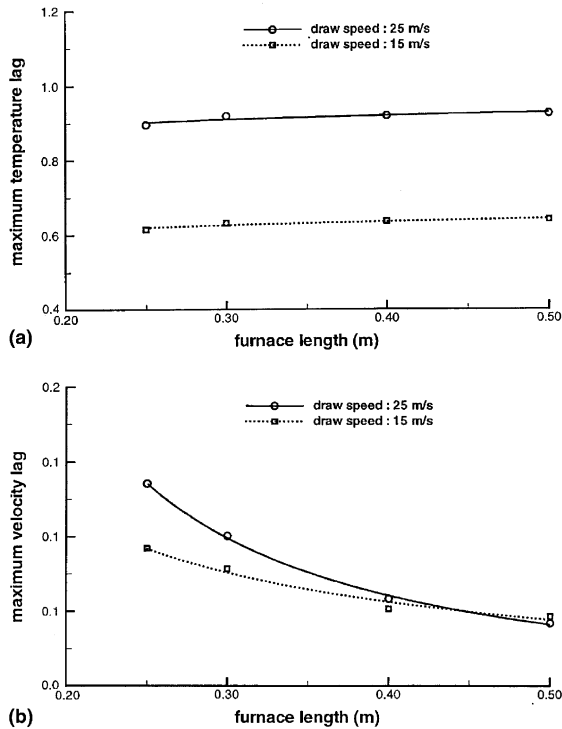 1.2
draw speed : 25 m/s
draw speed : 15 m/s
1.0
0.8
0.6
0.4
maximum temperature lag
0.20
0.30
0.40
0.50
furnace length (m)
(a)
0.2
draw speed : 25 m/s
draw speed : 15 m/s
0.1
0.1
0.1
0.0
maximum velocity lag
0.20
0.30
0.40
0.50
furnace length (m)
(b)